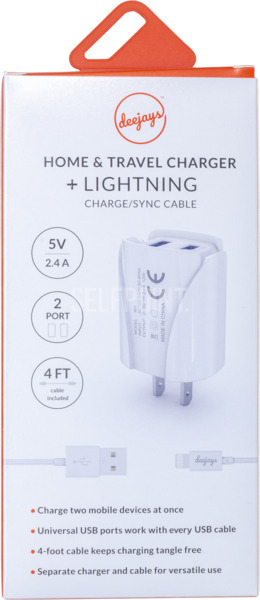 deejays
HOME & TRAVEL CHARGER
+ LIGHTNING
CHARGE/SYNC CABLE
5V
2.4 A
2
PORT
4 FT
cable
included
CE
MADE IN CHINA
deejays
• Charge two mobile devices at once
• Universal USB ports work with every USB cable
• 4-foot cable keeps charging tangle free
• Separate charger and cable for versatile use